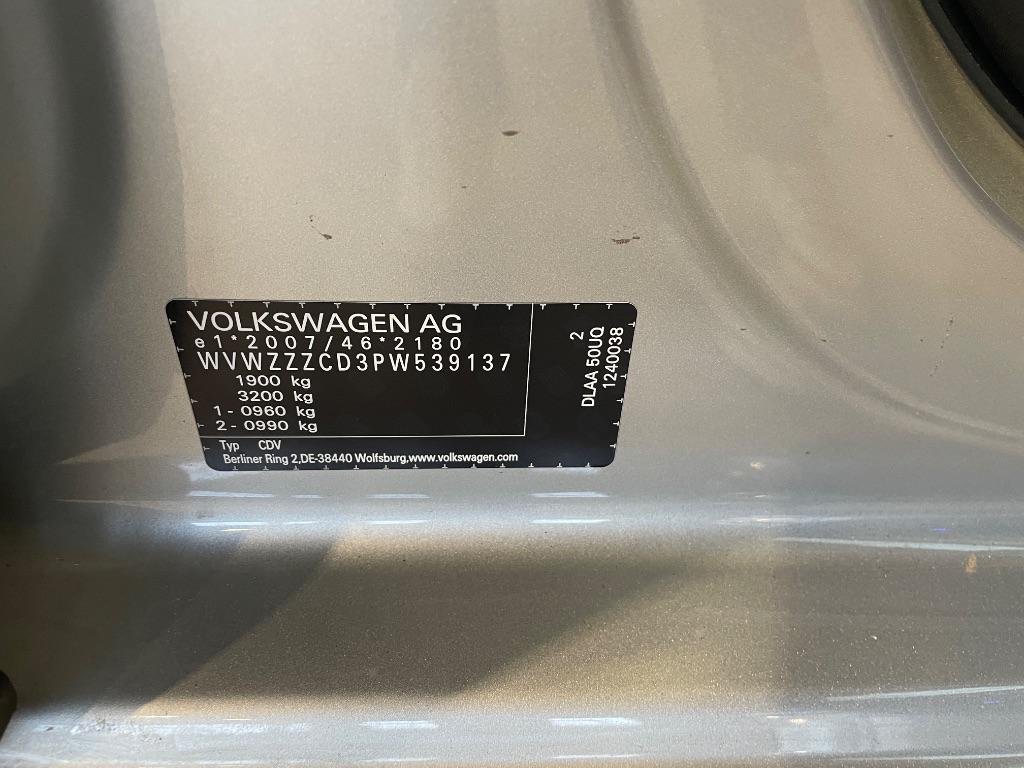 VOLKSWAGEN AG
e1*2007/46*2180
WVWZZZCD3PW539137
1900 kg
3200 kg
1 - 0960 kg
2 - 0990 kg
Typ CDV
Berliner Ring 2,DE-38440 Wolfsburg,www.volkswagen.com
2
DLAA 50UQ
1240038